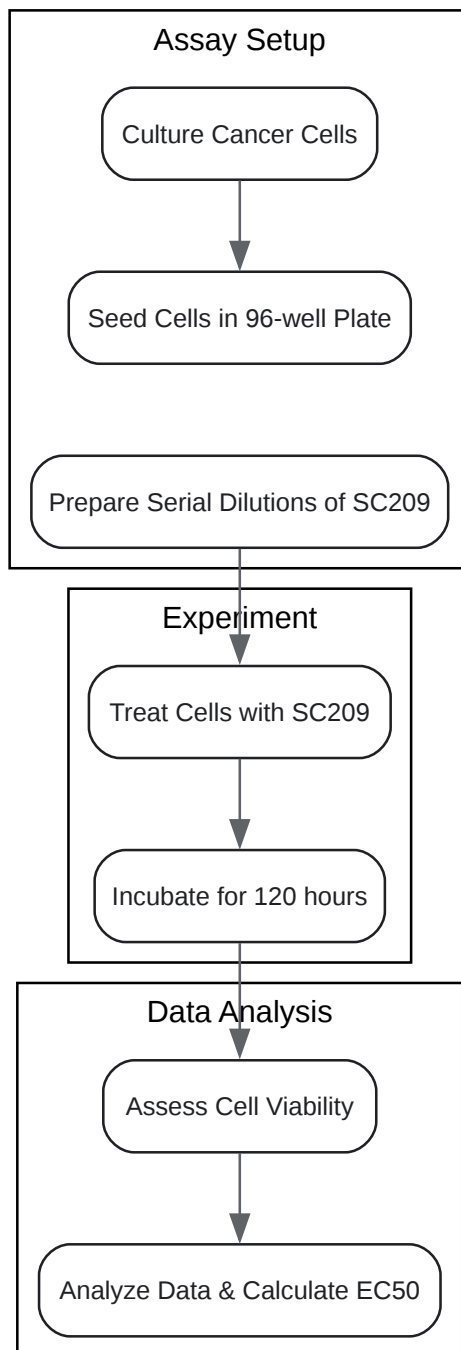 Assay Setup
Culture Cancer Cells
Seed Cells in 96-well Plate
Prepare Serial Dilutions of SC209
Experiment
Treat Cells with SC209
Incubate for 120 hours
Data Analysis
Assess Cell Viability
Analyze Data & Calculate EC50